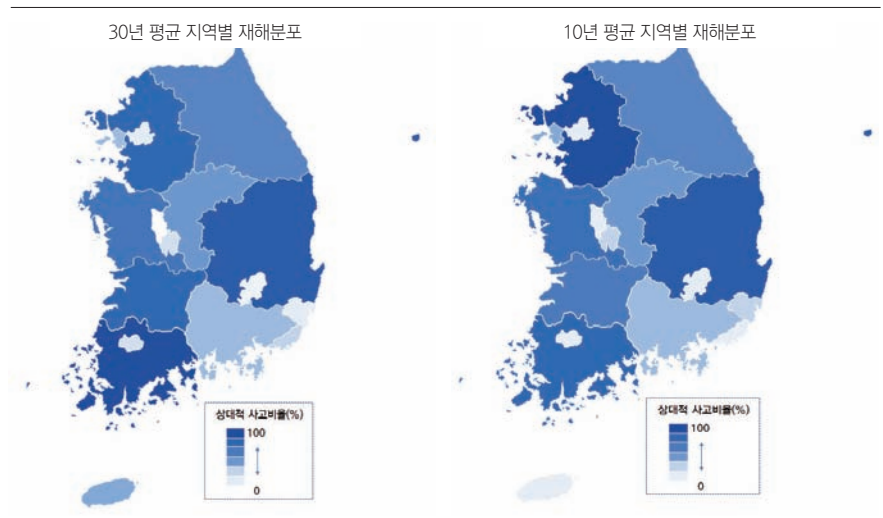 30년 평균 지역별 재해분포
10년 평균 지역별 재해분포
상대적 사고비율(%)
100
0
상대적 사고비율(%)
100
0